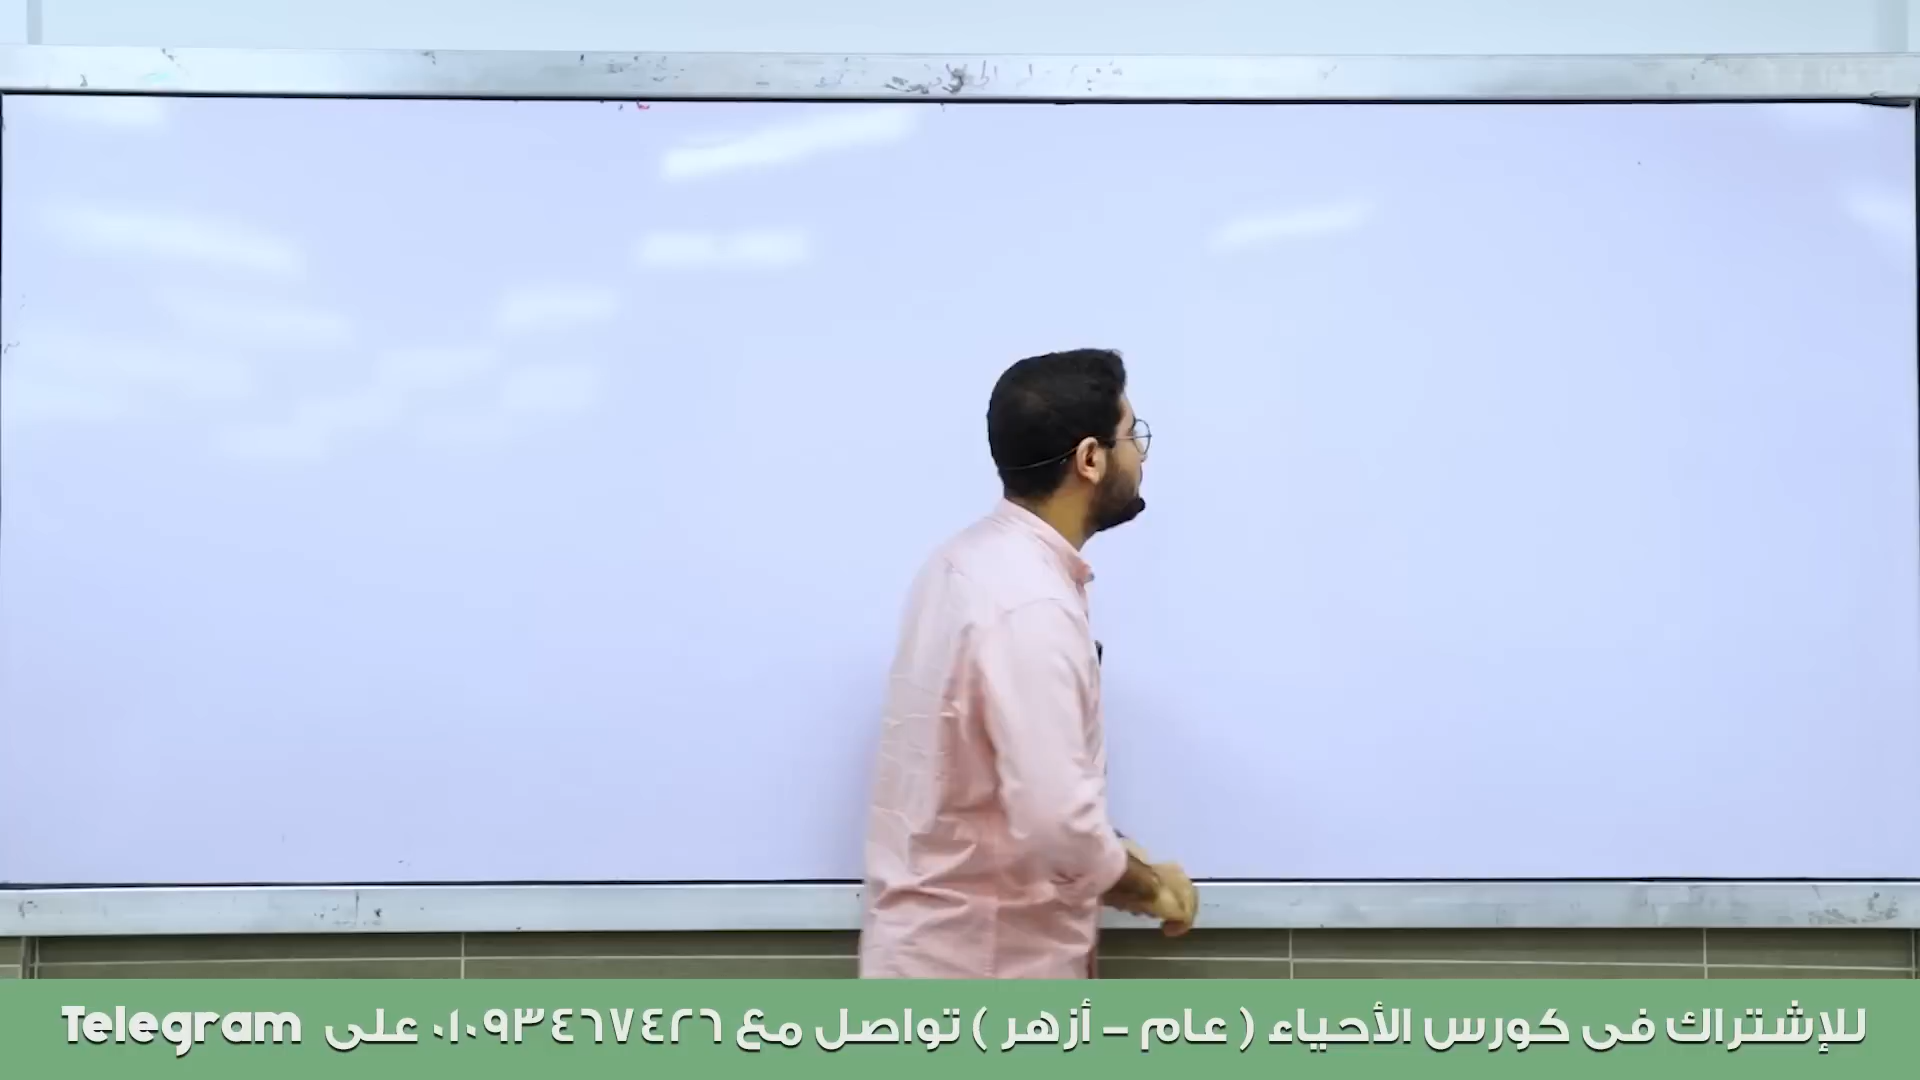 للإشتراك فى كورس الأحياء ( عام - أزهر ) تواصل مع ٠١٠٩٣٤٦٧٤٢٦ على Telegram